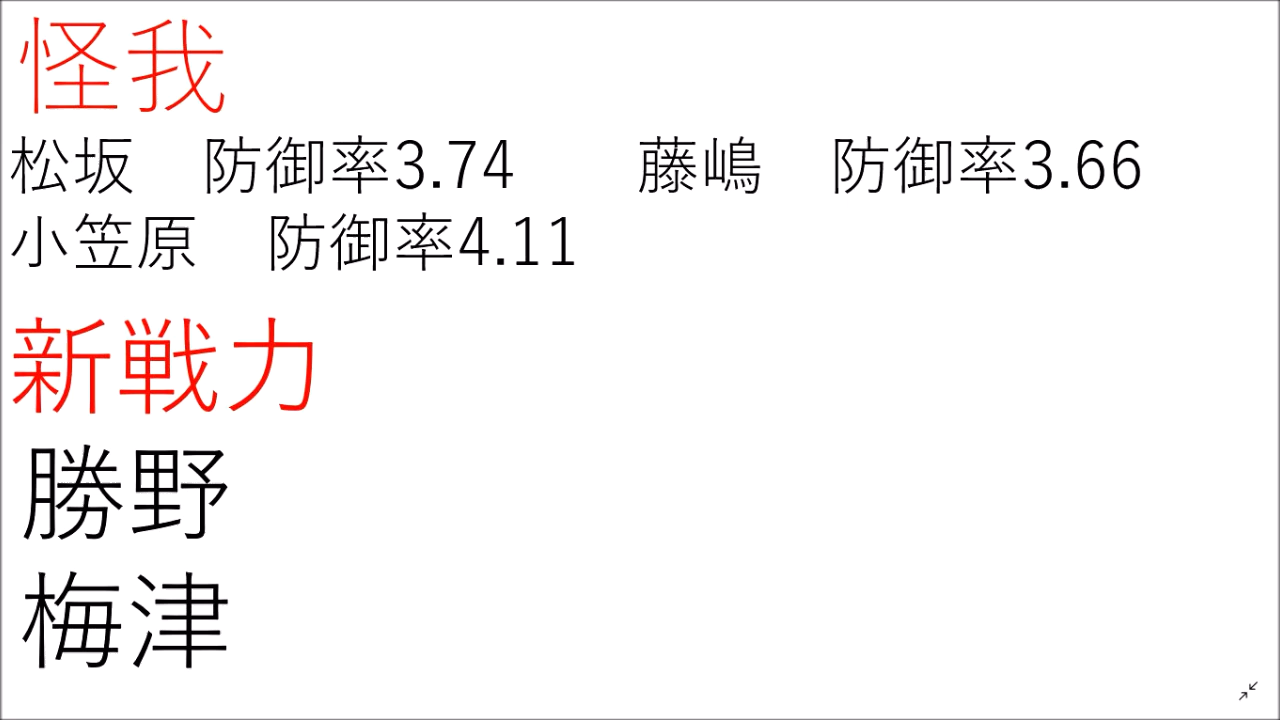 怪我
松坂　防御率3.74　　藤嶋　防御率3.66
小笠原　防御率4.11
新戦力
勝野
梅津